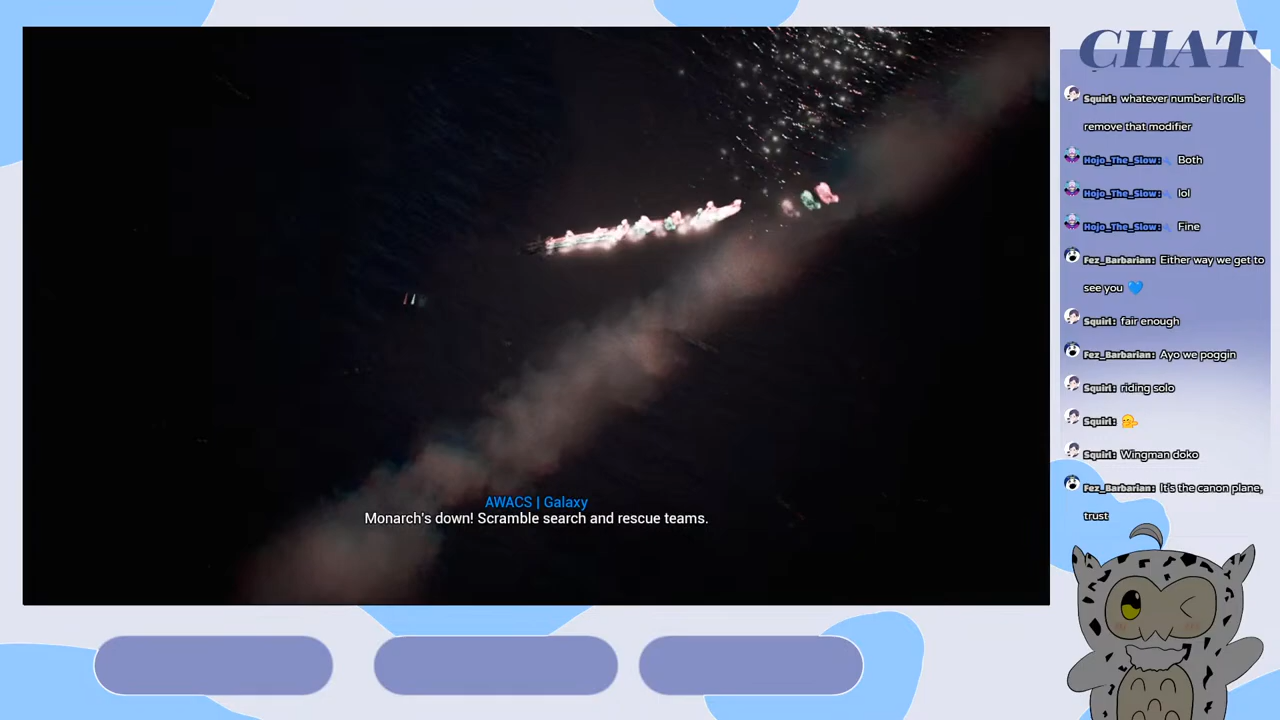 CHAT
Squirl: whatever number it rolls
remove that modifier
Hojo_The_Slow: Both
Hojo_The_Slow: lol
Hojo_The_Slow: Fine
Fez_Barbarian: Either way we get to
see you 💙
Squirl: fair enough
Fez_Barbarian: Ayo we poggin
Squirl: riding solo
Squirl:
Squirl: Wingman doko
Fez_Barbarian: It's the canon plane,
trust
AWACS | Galaxy
Monarch's down! Scramble search and rescue teams.